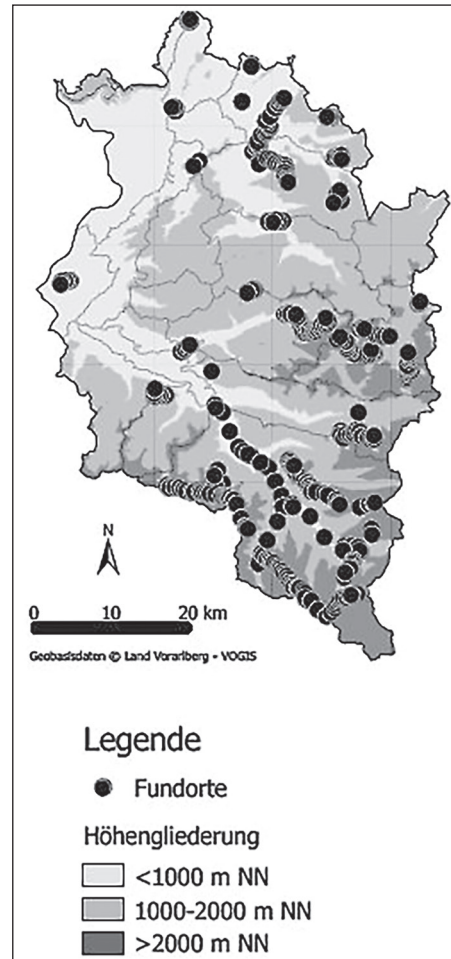 N
0 10 20 km
Geobasisdaten © Land Vorarlberg - VOGIS
Legende
Fundorte
Höhengliederung
<1000 m NN
1000-2000 m NN
>2000 m NN